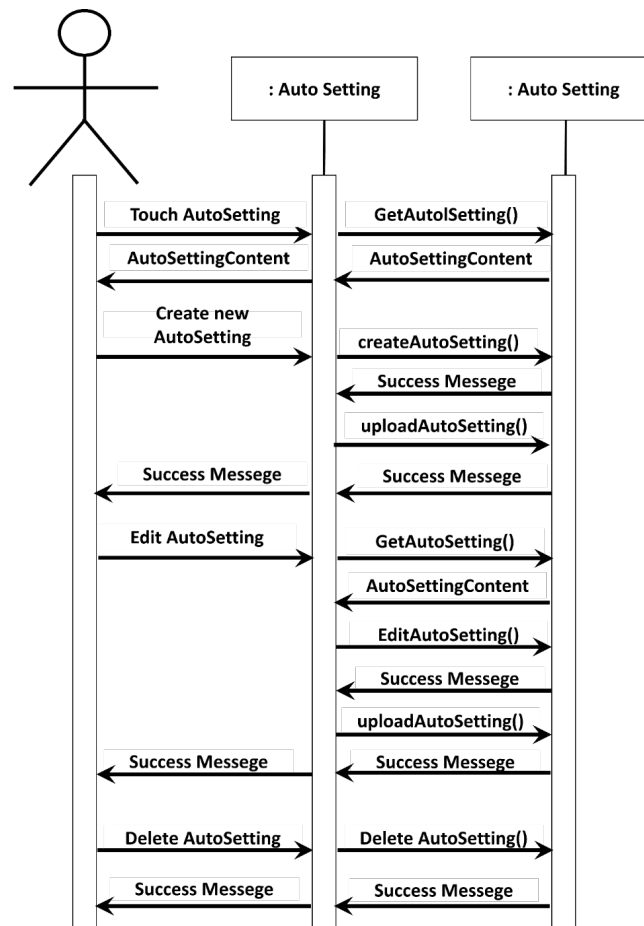 : Auto Setting
: Auto Setting
Touch AutoSetting
GetAutolSetting()
AutoSettingContent
AutoSettingContent
Create new
AutoSetting
createAutoSetting()
Success Messege
uploadAutoSetting()
Success Messege
Success Messege
Edit AutoSetting
GetAutoSetting()
AutoSettingContent
EditAutoSetting()
Success Messege
uploadAutoSetting()
Success Messege
Success Messege
Delete AutoSetting
Delete AutoSetting()
Success Messege
Success Messege